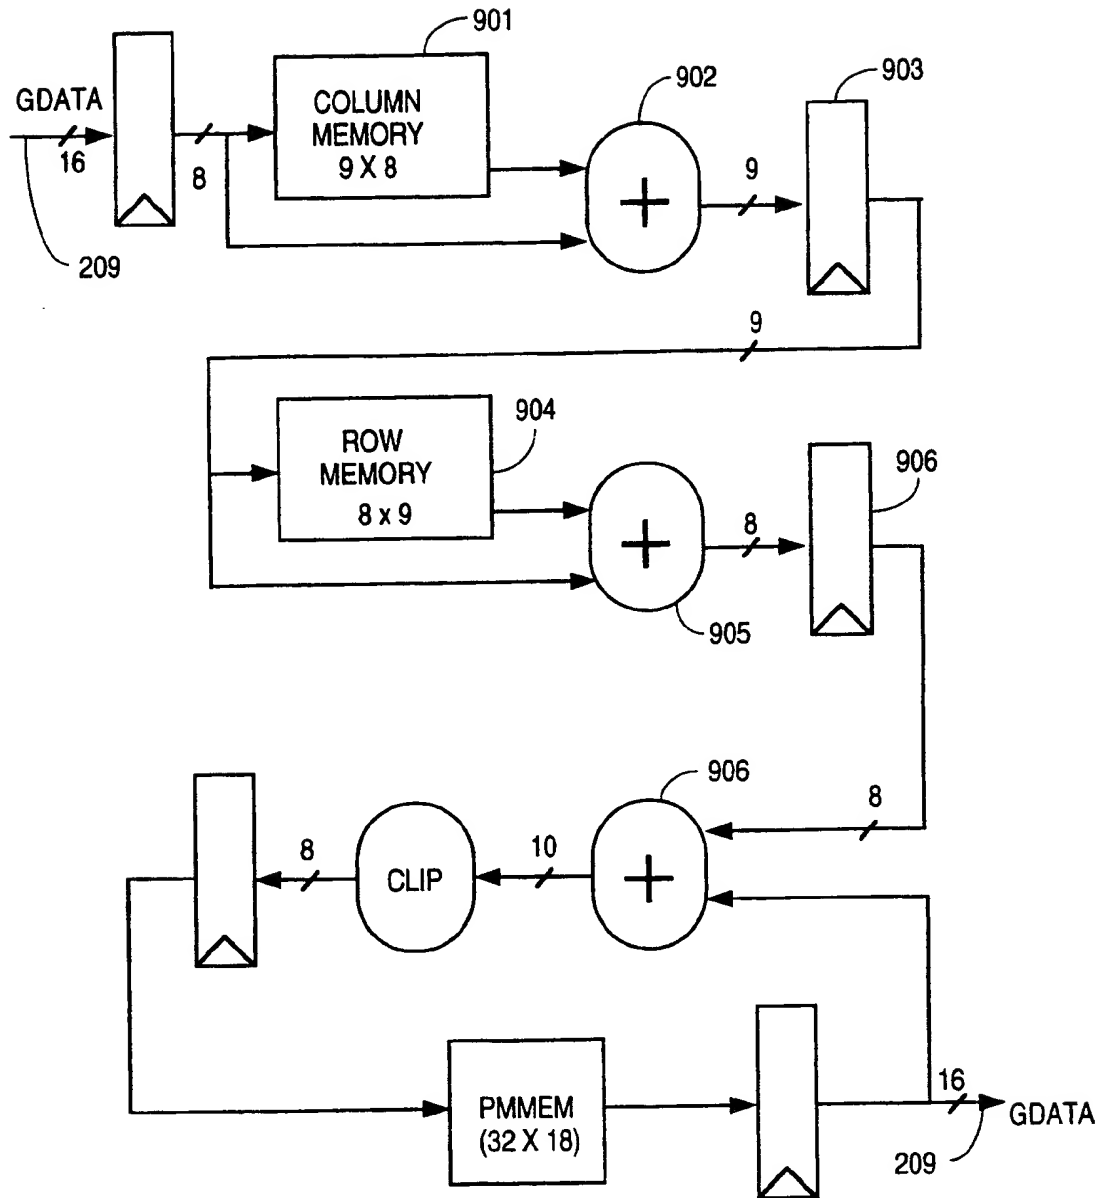 901
902
903
GDATA
COLUMN
MEMORY
9 X 8
16
8
9
209
9
904
ROW
MEMORY
8 x 9
906
8
905
906
8
8
10
CLIP
PMMEM
(32 X 18)
16
GDATA
209